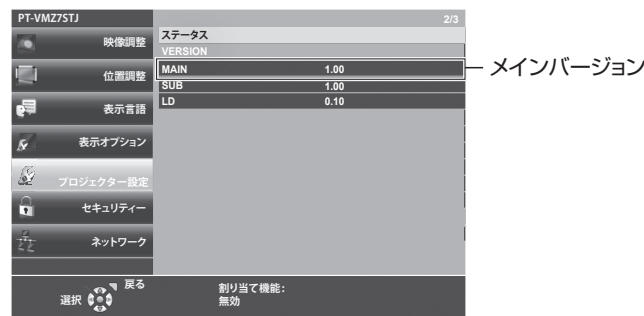 PT-VMZ7STJ 2/3
映像調整
位置調整
表示言語
表示オプション
プロジェクター設定
セキュリティー
ネットワーク
ステータス
VERSION
MAIN 1.00
SUB 1.00
LD 0.10
メインバージョン
戻る
選択
割り当て機能:
無効